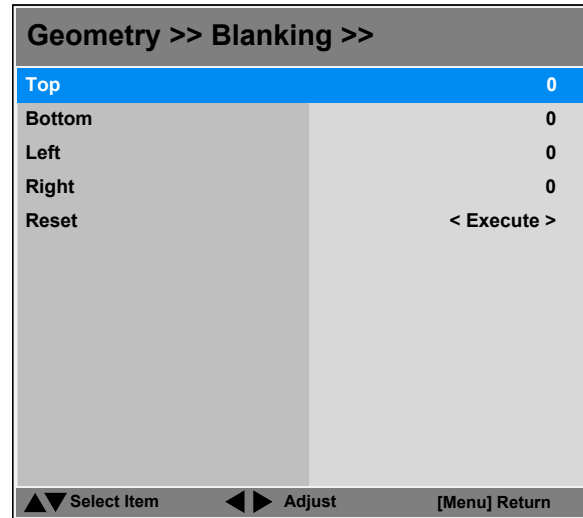 Geometry >> Blanking >>
Top 0
Bottom 0
Left 0
Right 0
Reset < Execute >
Select Item Adjust [Menu] Return